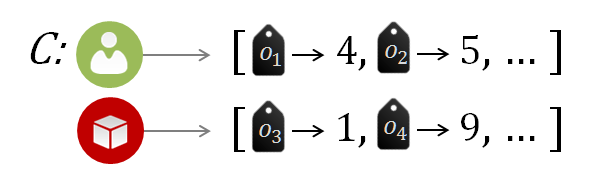 C: → [ o1 → 4, o2 → 5, ... ]
→ [ o3 → 1, o4 → 9, ... ]